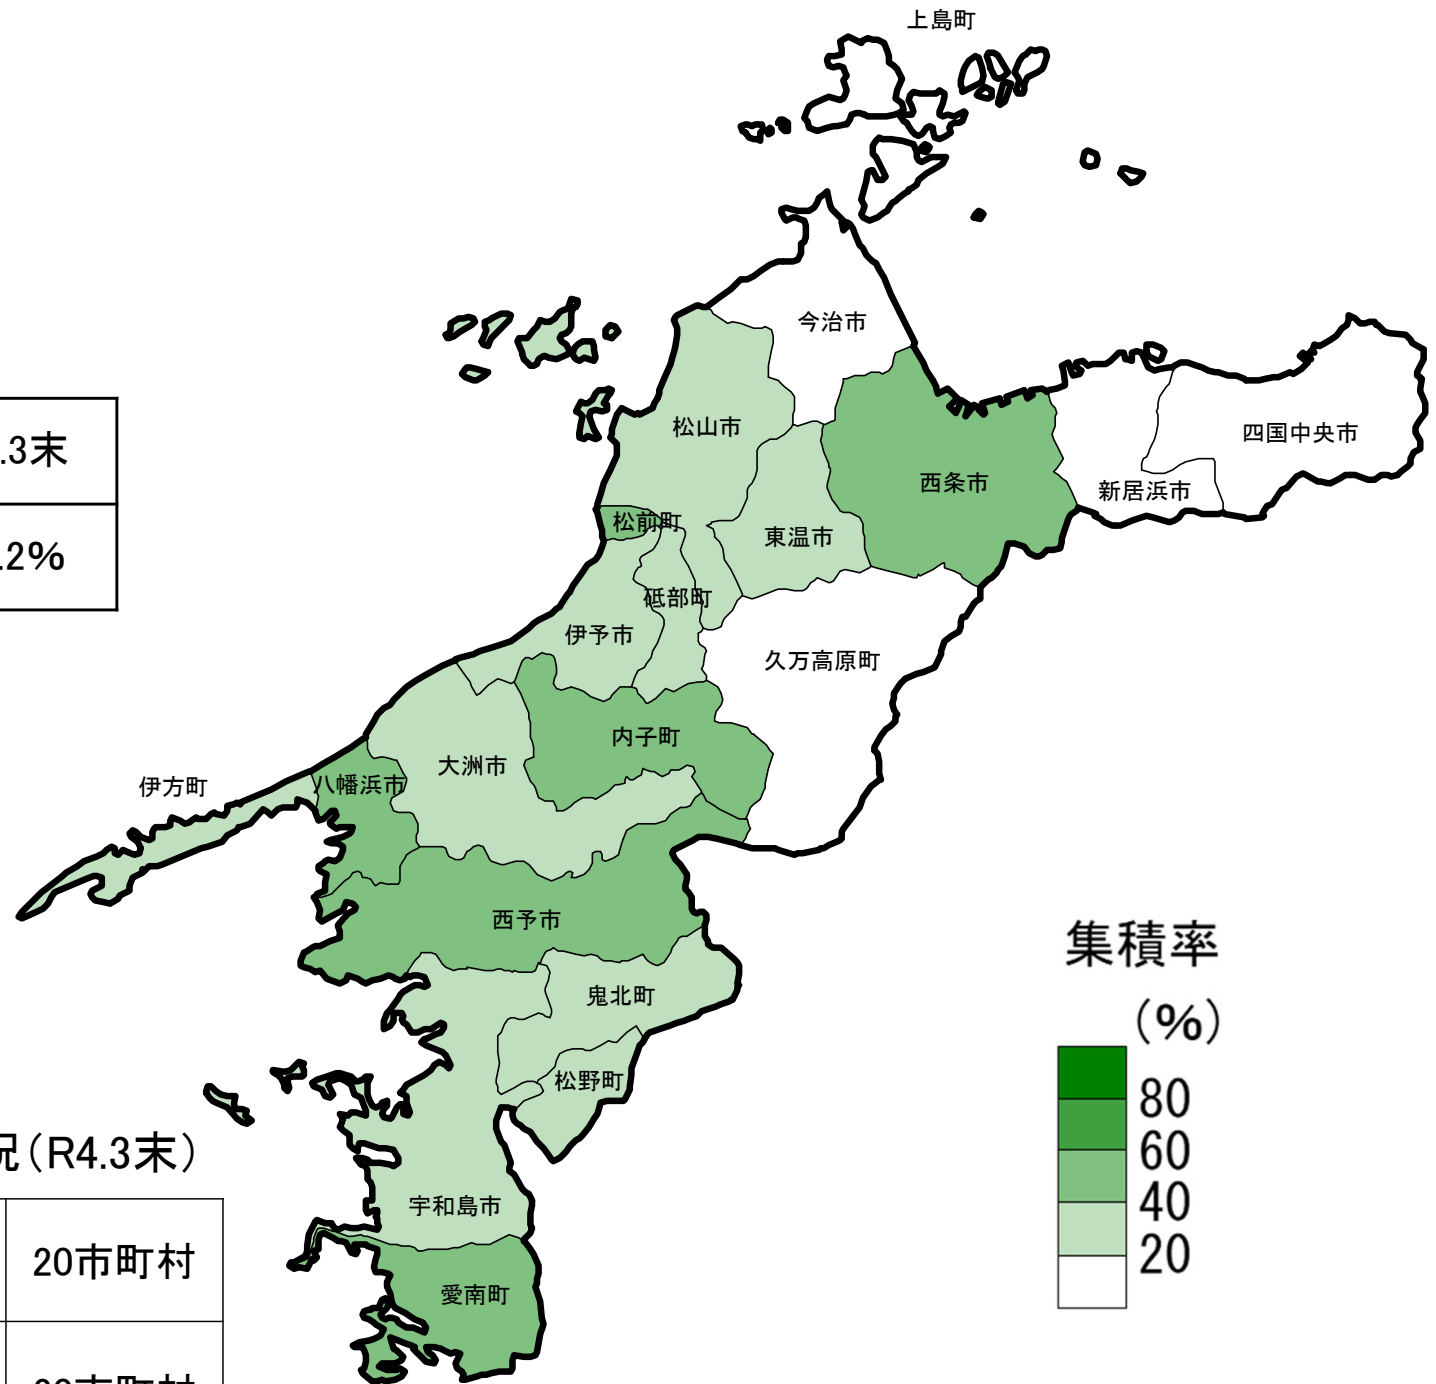 上島町
今治市
.3末
松山市
四国中央市
西条市
新居浜市
松前町
東温市
.2%
砥部町
伊予市
久万高原町
内子町
大洲市
伊方町
八幡浜市
西予市
集積率
鬼北町
(%)
松野町
80
況(R4.3末)
60
40
宇和島市
20市町村
20
愛南町